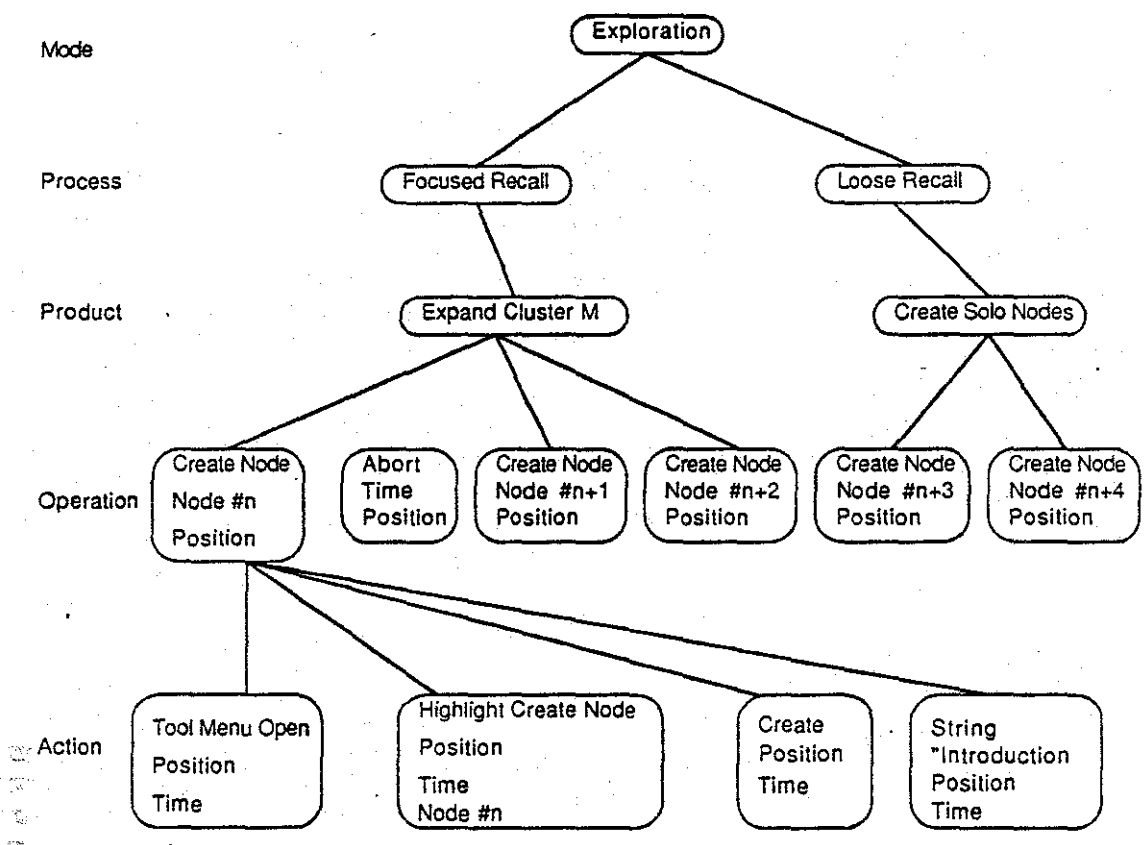 Mode
Exploration
Process
Focused Recall
Loose Recall
Product
Expand Cluster M
Create Solo Nodes
Operation
Create Node
Node #n
Position
Abort
Time
Position
Create Node
Node #n+1
Position
Create Node
Node #n+2
Position
Create Node
Node #n+3
Position
Create Node
Node #n+4
Position
Action
Tool Menu Open
Position
Time
Highlight Create Node
Position
Time
Node #n
Create
Position
Time
String
"Introduction
Position
Time